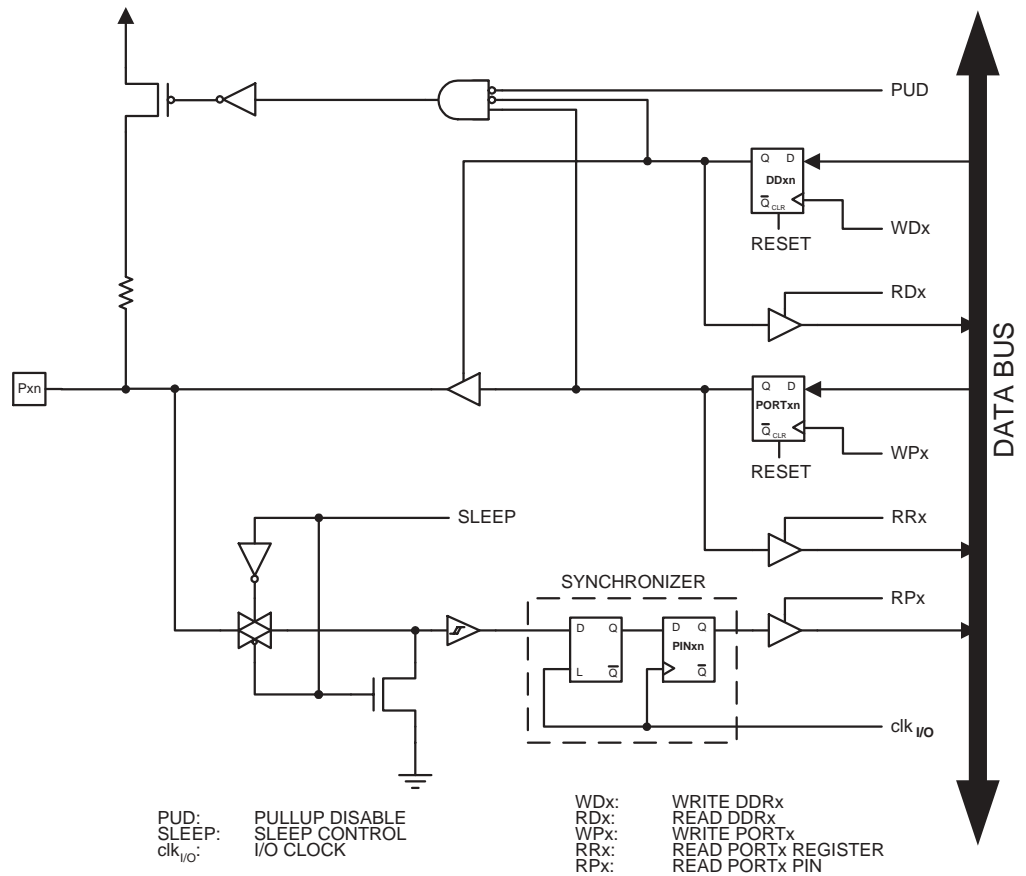 PUD
Q D
DDxn
Q CLR
RESET
WDx
RDx
Pxn
Q D
PORTxn
Q CLR
RESET
WPx
DATA BUS
SLEEP
RRx
SYNCHRONIZER
RPx
D Q
L Q
D Q
PINxn
Q
clk I/O
PUD: PULLUP DISABLE
SLEEP: SLEEP CONTROL
clkI/O: I/O CLOCK
WDx: WRITE DDRx
RDx: READ DDRx
WPx: WRITE PORTx
RRx: READ PORTx REGISTER
RPx: READ PORTx PIN